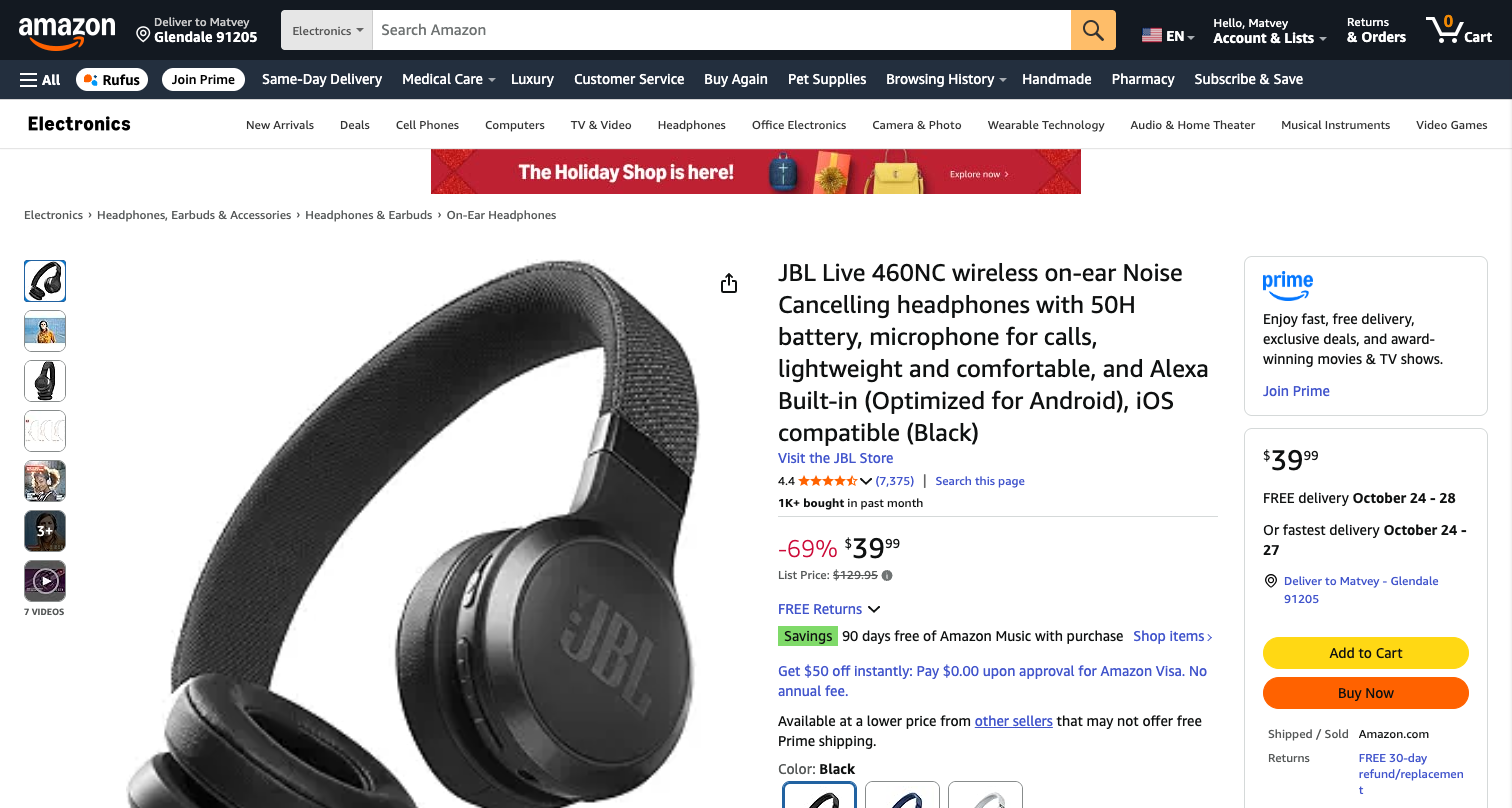 amazon
Deliver to Matvey
Glendale 91205
Electronics
Search Amazon
EN
Hello, Matvey
Account & Lists
Returns
& Orders
0
Cart
All
Rufus
Join Prime
Same-Day Delivery
Medical Care
Luxury
Customer Service
Buy Again
Pet Supplies
Browsing History
Handmade
Pharmacy
Subscribe & Save
Electronics
New Arrivals
Deals
Cell Phones
Computers
TV & Video
Headphones
Office Electronics
Camera & Photo
Wearable Technology
Audio & Home Theater
Musical Instruments
Video Games
The Holiday Shop is here!
Explore now ›
Electronics › Headphones, Earbuds & Accessories › Headphones & Earbuds › On-Ear Headphones
3+
7 VIDEOS
JBL
JBL Live 460NC wireless on-ear Noise
Cancelling headphones with 50H
battery, microphone for calls,
lightweight and comfortable, and Alexa
Built-in (Optimized for Android), iOS
compatible (Black)
Visit the JBL Store
4.4 (7,375) | Search this page
1K+ bought in past month
-69% $39.99
List Price: $129.95
FREE Returns
Savings 90 days free of Amazon Music with purchase Shop items ›
Get $50 off instantly: Pay $0.00 upon approval for Amazon Visa. No
annual fee.
Available at a lower price from other sellers that may not offer free
Prime shipping.
Color: Black
prime
Enjoy fast, free delivery,
exclusive deals, and award-
winning movies & TV shows.
Join Prime
$39 99
FREE delivery October 24 - 28
Or fastest delivery October 24 -
27
Deliver to Matvey - Glendale
91205
Add to Cart
Buy Now
Shipped / Sold Amazon.com
Returns FREE 30-day
refund/replacemen
t